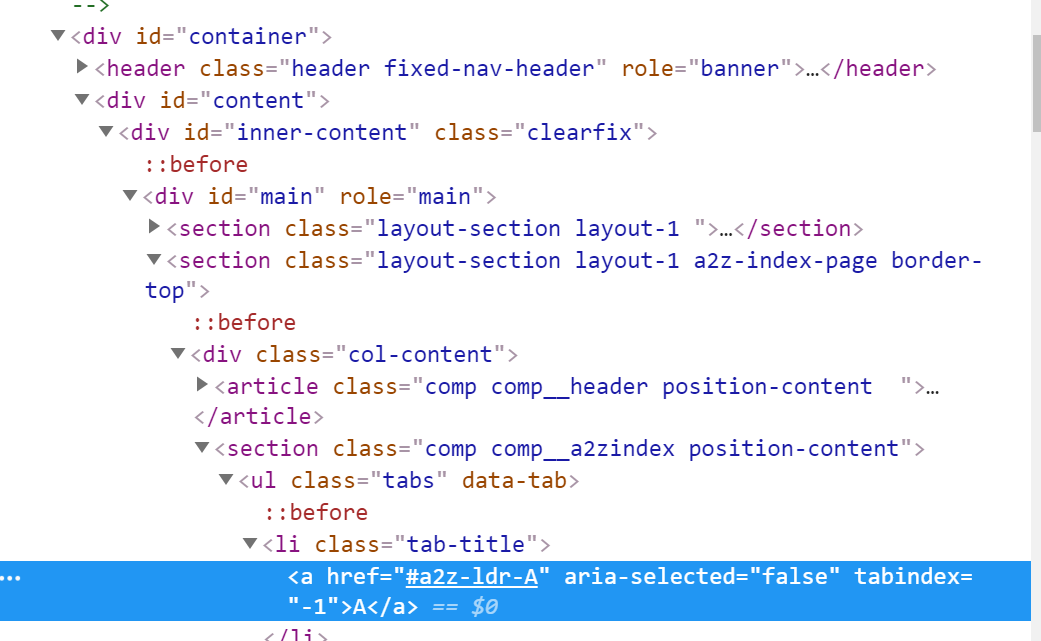 -->
<div id="container">
<header class="header fixed-nav-header" role="banner">…</header>
<div id="content">
<div id="inner-content" class="clearfix">
::before
<div id="main" role="main">
<section class="layout-section layout-1 ">…</section>
<section class="layout-section layout-1 a2z-index-page border-
top">
::before
<div class="col-content">
<article class="comp comp__header position-content  ">…
</article>
<section class="comp comp__a2zindex position-content">
<ul class="tabs" data-tab>
::before
<li class="tab-title">
… <a href="#a2z-ldr-A" aria-selected="false" tabindex=
"-1">A</a> == $0
</li>